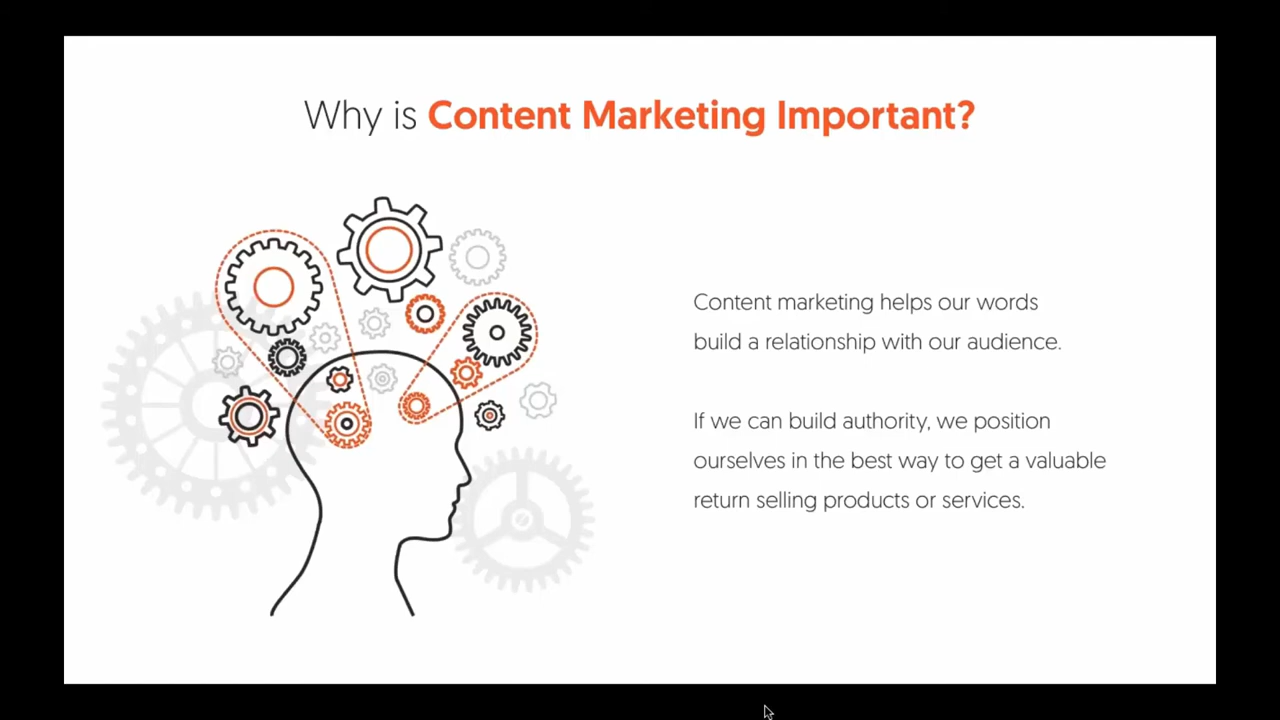 Why is Content Marketing Important?
Content marketing helps our words
build a relationship with our audience.
If we can build authority, we position
ourselves in the best way to get a valuable
return selling products or services.